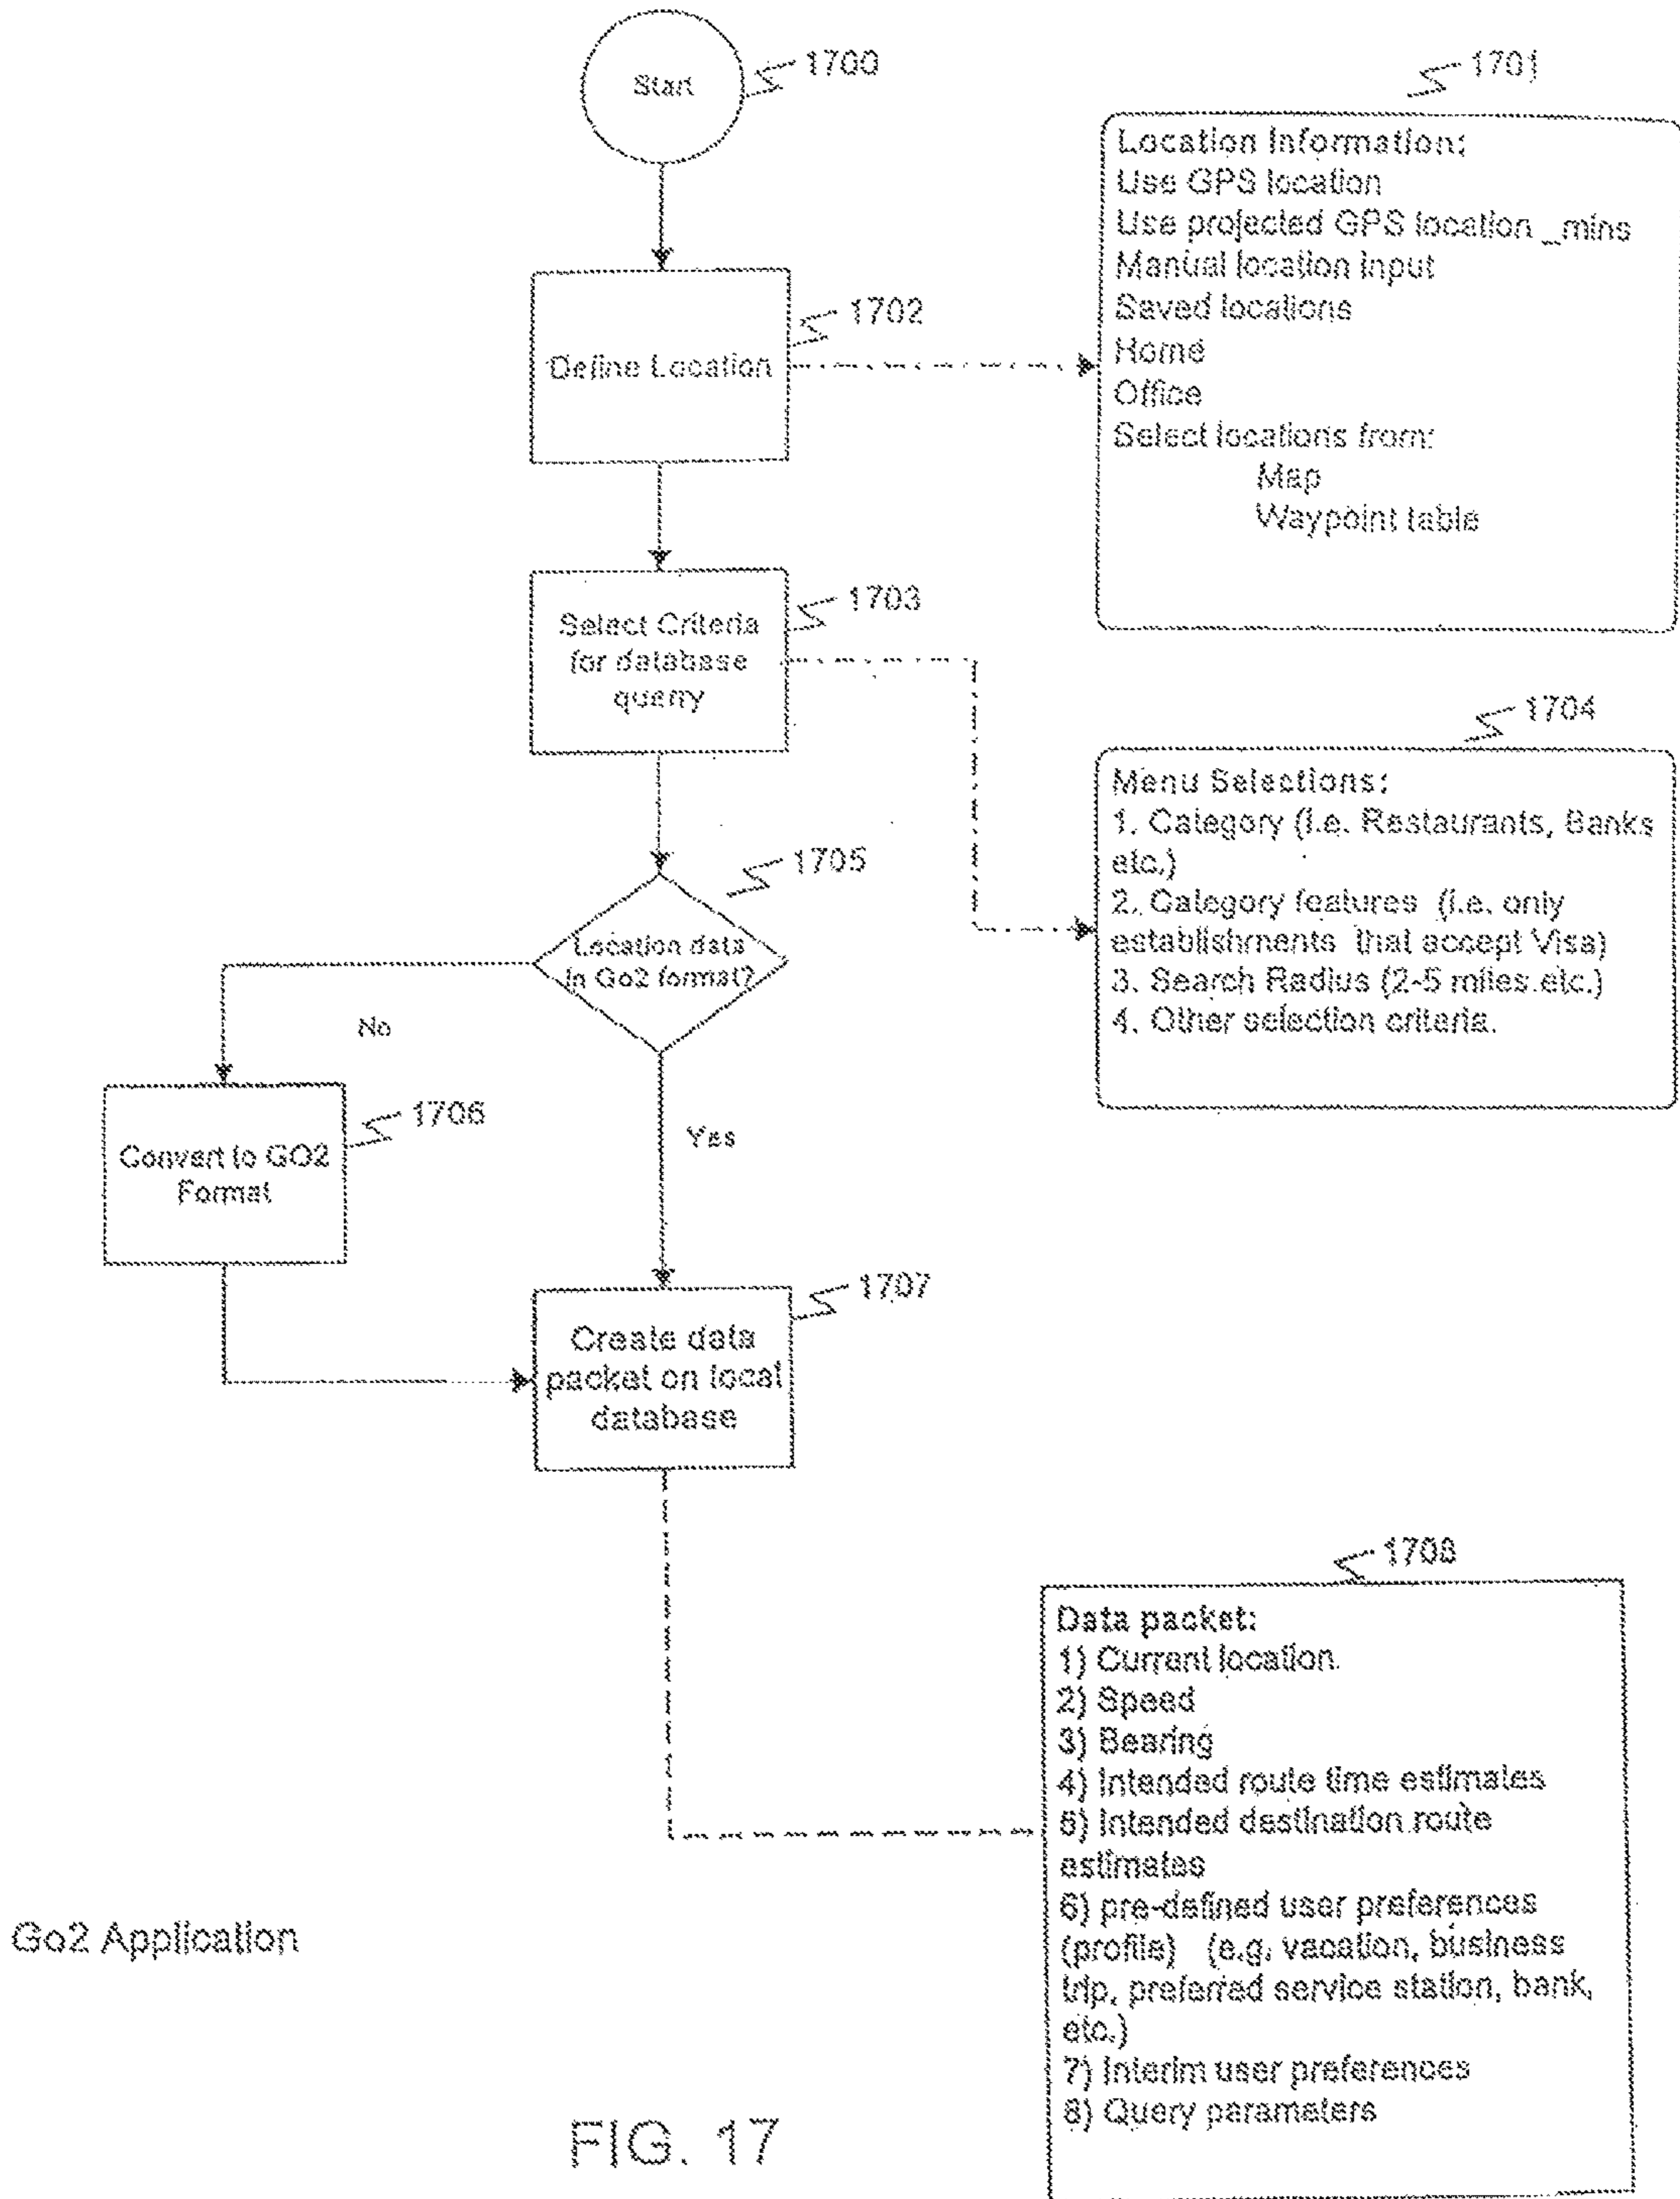 Start
1700
1701
Location Information:
Use GPS location
Use projected GPS location _mins
Manual location input
Saved locations
Home
Office
Select locations from:
Map
Waypoint table
1702
Define Location
1703
Select Criteria
for database
query
1704
Menu Selections:
1. Category (i.e. Restaurants, Banks
etc.)
2. Category features (i.e. only
establishments that accept Visa)
3. Search Radius (2-5 miles.etc.)
4. Other selection criteria.
1705
Location data
in Go2 format?
No
Yes
1706
Convert to GO2
Format
1707
Create data
packet on local
database
1708
Data packet:
1) Current location.
2) Speed
3) Bearing
4) Intended route time estimates
5) Intended destination route
estimates
6) pre-defined user preferences
(profile) (e.g. vacation, business
trip, preferred service station, bank,
etc.)
7) Interim user preferences
8) Query parameters
Go2 Application
FIG. 17